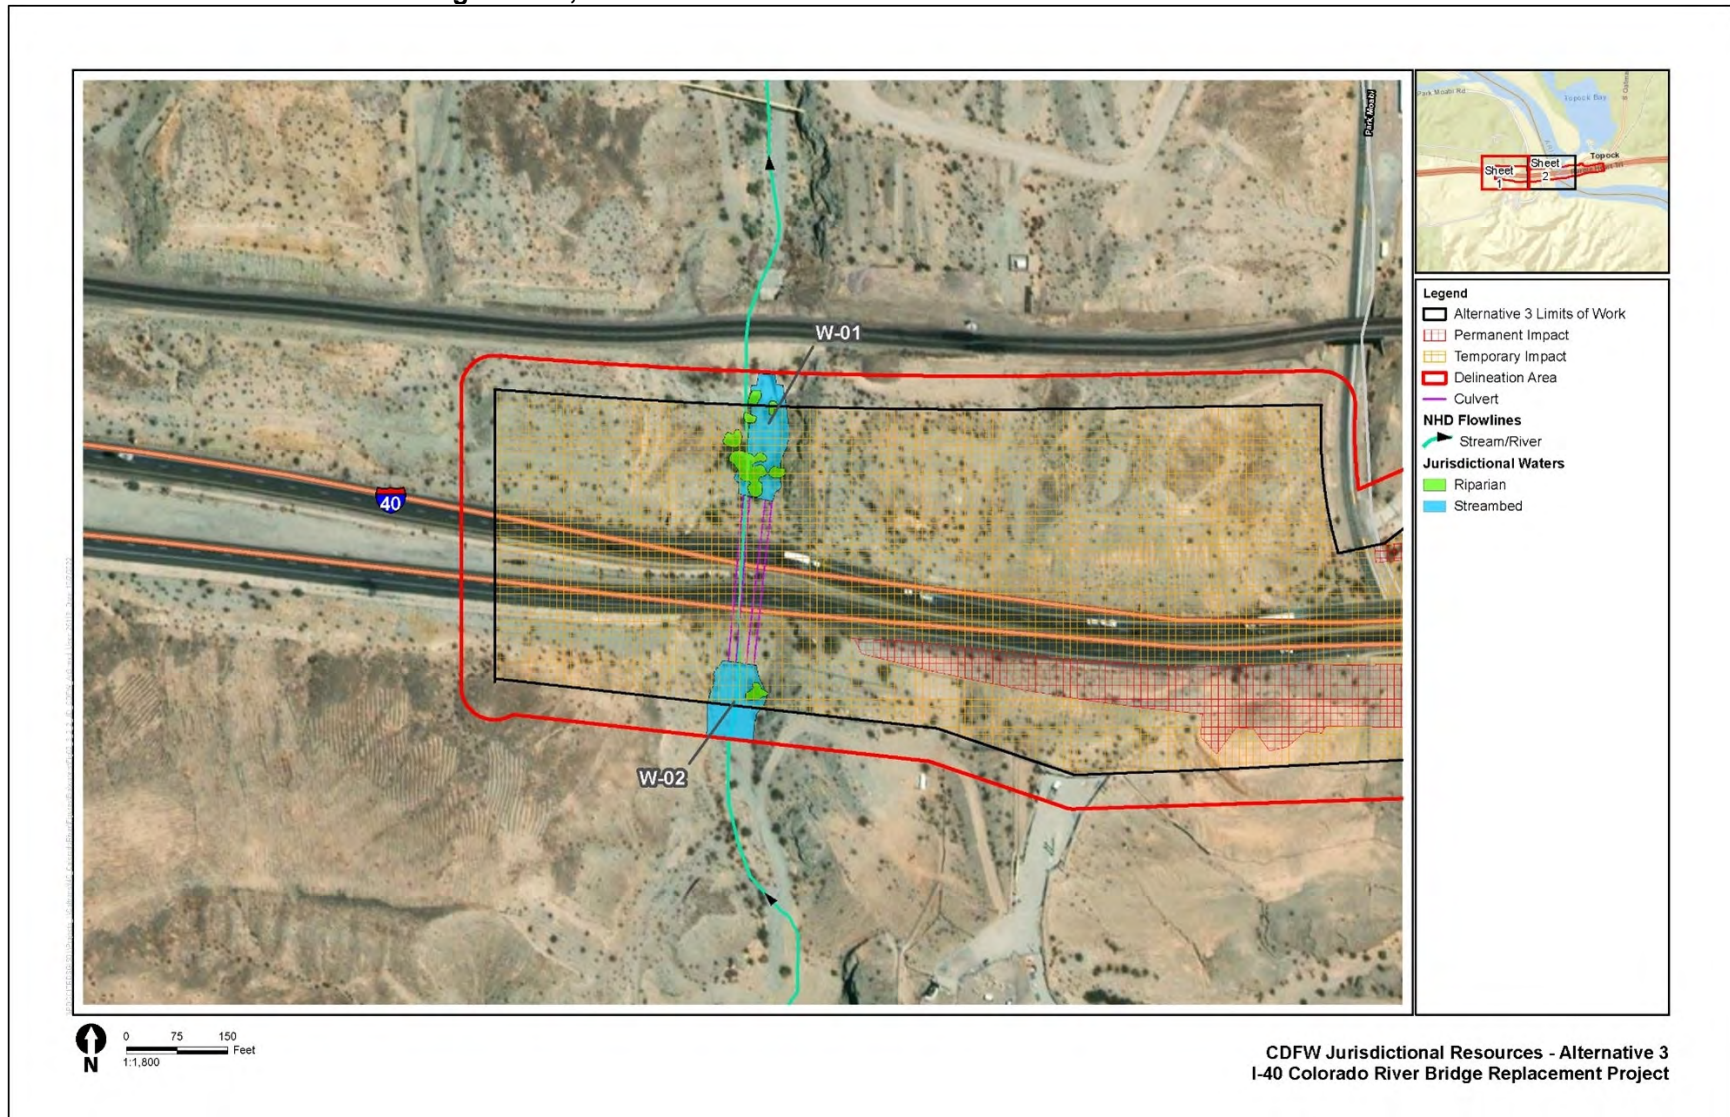 Park Moabi
W-01
40
W-02
Park Moabi Rd
Topock Bay
Topock
Sheet
1
Sheet
2
Legend
Alternative 3 Limits of Work
Permanent Impact
Temporary Impact
Delineation Area
Culvert
NHD Flowlines
Stream/River
Jurisdictional Waters
Riparian
Streambed
N
0 75 150
Feet
1:1,800
CDFW Jurisdictional Resources - Alternative 3
I-40 Colorado River Bridge Replacement Project